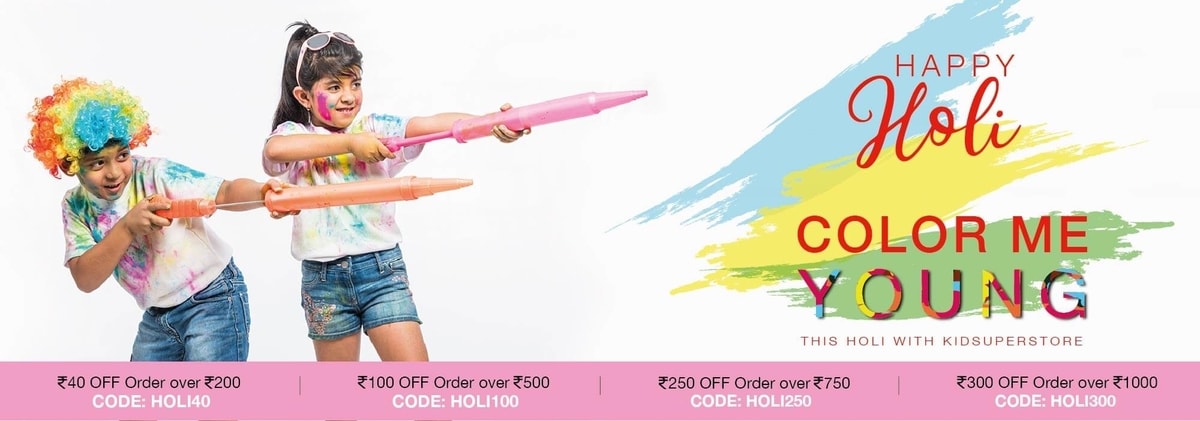 HAPPY
Holi
COLOR ME
YOUNG
THIS HOLI WITH KIDSUPERSTORE
₹40 OFF Order over ₹200
CODE: HOLI40
₹100 OFF Order over ₹500
CODE: HOLI100
₹250 OFF Order over ₹750
CODE: HOLI250
₹300 OFF Order over ₹1000
CODE: HOLI300